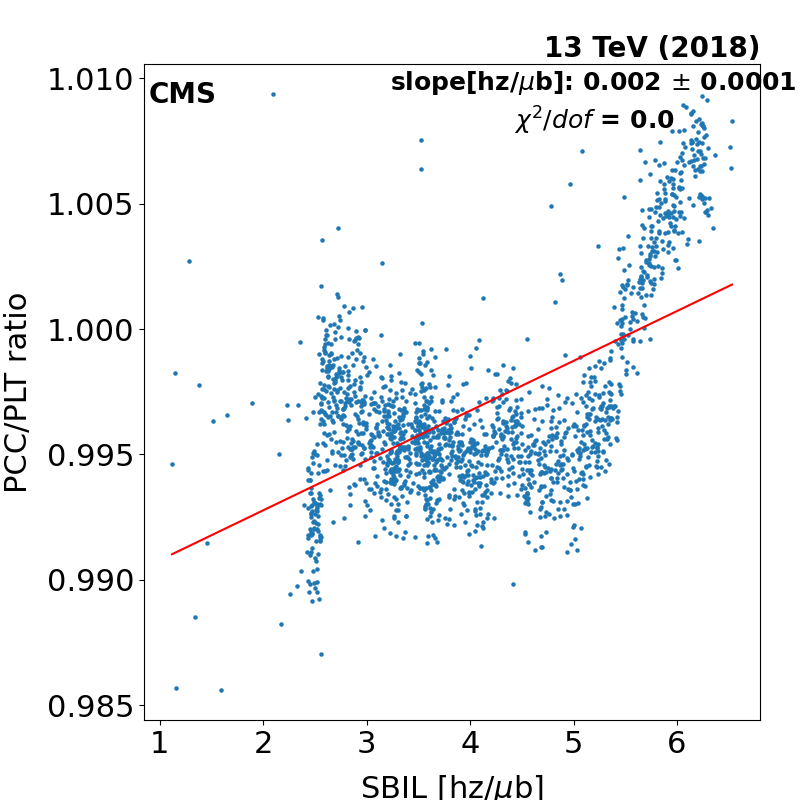 13 TeV (2018)
CMS
slope[hz/μb]: 0.002 ± 0.0001
χ²/dof = 0.0
PCC/PLT ratio
1.010
1.005
1.000
0.995
0.990
0.985
1 2 3 4 5 6
SBIL [hz/μb]